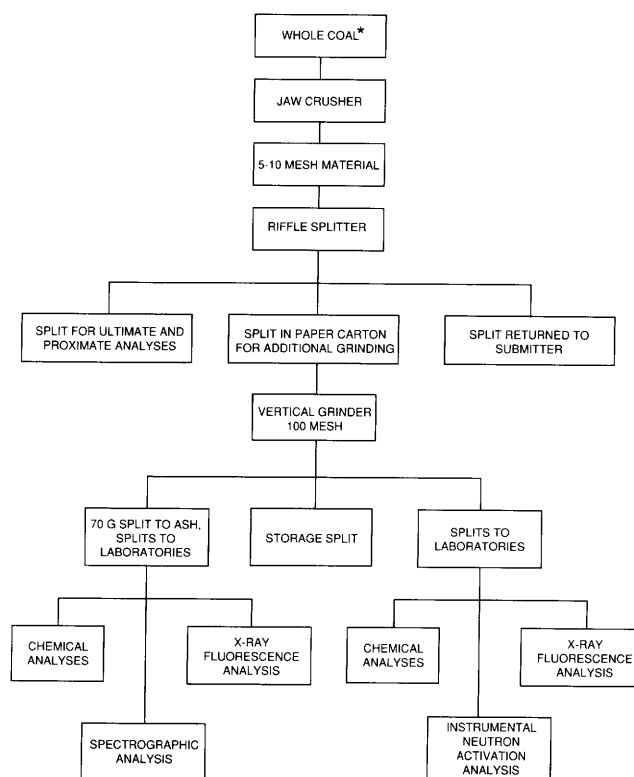 WHOLE COAL*
JAW CRUSHER
5-10 MESH MATERIAL
RIFFLE SPLITTER
SPLIT FOR ULTIMATE AND
PROXIMATE ANALYSES
SPLIT IN PAPER CARTON
FOR ADDITIONAL GRINDING
SPLIT RETURNED TO
SUBMITTER
VERTICAL GRINDER
100 MESH
70 G SPLIT TO ASH,
SPLITS TO
LABORATORIES
STORAGE SPLIT
SPLITS TO
LABORATORIES
CHEMICAL
ANALYSES
X-RAY
FLUORESCENCE
ANALYSIS
CHEMICAL
ANALYSES
X-RAY
FLUORESCENCE
ANALYSIS
SPECTROGRAPHIC
ANALYSIS
INSTRUMENTAL
NEUTRON
ACTIVATION
ANALYSIS